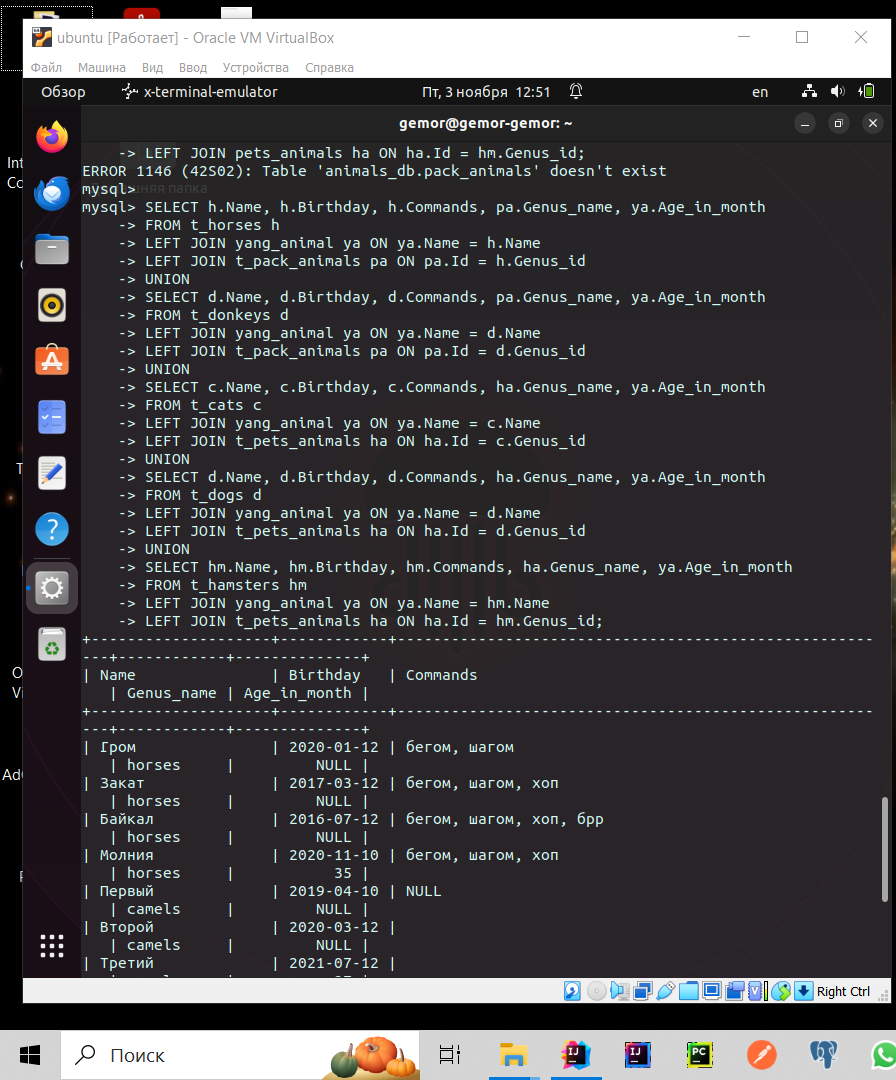 ubuntu [Работает] - Oracle VM VirtualBox
Файл Машина Вид Ввод Устройства Справка
Обзор x-terminal-emulator Пт, 3 ноября 12:51 en
gemor@gemor-gemor: ~
    -> LEFT JOIN pets_animals ha ON ha.Id = hm.Genus_id;
ERROR 1146 (42S02): Table 'animals_db.pack_animals' doesn't exist
mysql>
mysql> SELECT h.Name, h.Birthday, h.Commands, pa.Genus_name, ya.Age_in_month
    -> FROM t_horses h
    -> LEFT JOIN yang_animal ya ON ya.Name = h.Name
    -> LEFT JOIN t_pack_animals pa ON pa.Id = h.Genus_id
    -> UNION
    -> SELECT d.Name, d.Birthday, d.Commands, pa.Genus_name, ya.Age_in_month
    -> FROM t_donkeys d
    -> LEFT JOIN yang_animal ya ON ya.Name = d.Name
    -> LEFT JOIN t_pack_animals pa ON pa.Id = d.Genus_id
    -> UNION
    -> SELECT c.Name, c.Birthday, c.Commands, ha.Genus_name, ya.Age_in_month
    -> FROM t_cats c
    -> LEFT JOIN yang_animal ya ON ya.Name = c.Name
    -> LEFT JOIN t_pets_animals ha ON ha.Id = c.Genus_id
    -> UNION
    -> SELECT d.Name, d.Birthday, d.Commands, ha.Genus_name, ya.Age_in_month
    -> FROM t_dogs d
    -> LEFT JOIN yang_animal ya ON ya.Name = d.Name
    -> LEFT JOIN t_pets_animals ha ON ha.Id = d.Genus_id
    -> UNION
    -> SELECT hm.Name, hm.Birthday, hm.Commands, ha.Genus_name, ya.Age_in_month
    -> FROM t_hamsters hm
    -> LEFT JOIN yang_animal ya ON ya.Name = hm.Name
    -> LEFT JOIN t_pets_animals ha ON ha.Id = hm.Genus_id;
+--------------------+------------+-----------------------------------------------------
---+------------+--------------+
| Name               | Birthday   | Commands
   | Genus_name | Age_in_month |
+--------------------+------------+-----------------------------------------------------
---+------------+--------------+
| Гром               | 2020-01-12 | бегом, шагом
   | horses     |         NULL |
| Закат              | 2017-03-12 | бегом, шагом, хоп
   | horses     |         NULL |
| Байкал             | 2016-07-12 | бегом, шагом, хоп, брр
   | horses     |         NULL |
| Молния             | 2020-11-10 | бегом, шагом, хоп
   | horses     |           35 |
| Первый             | 2019-04-10 | NULL
   | camels     |         NULL |
| Второй             | 2020-03-12 |
   | camels     |         NULL |
| Третий             | 2021-07-12 |
Right Ctrl
Поиск